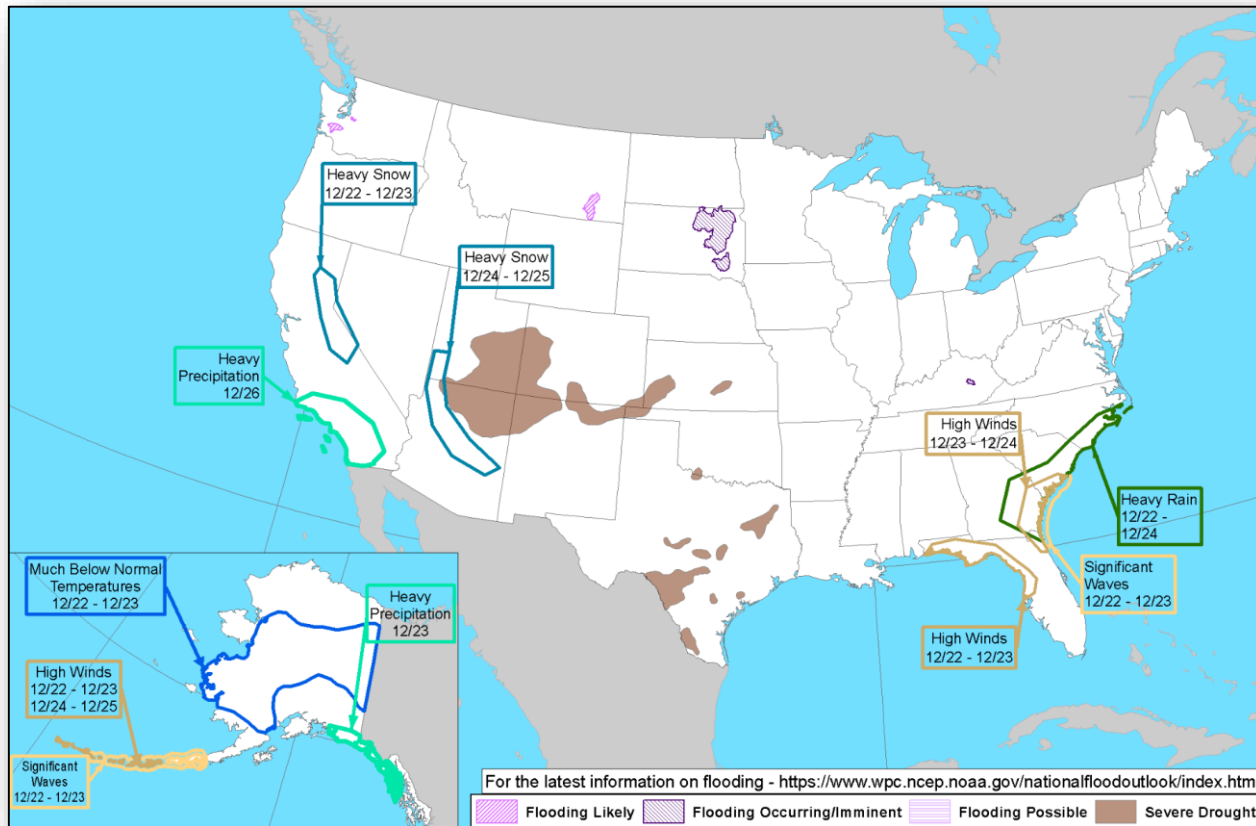 Heavy Snow
12/22 - 12/23
Heavy Snow
12/24 - 12/25
Heavy
Precipitation
12/26
High Winds
12/23 - 12/24
Heavy Rain
12/22 -
12/24
Significant
Waves
12/22 - 12/23
High Winds
12/22 - 12/23
Much Below Normal
Temperatures
12/22 - 12/23
Heavy
Precipitation
12/23
High Winds
12/22 - 12/23
12/24 - 12/25
Significant
Waves
12/22 - 12/23
For the latest information on flooding - https://www.wpc.ncep.noaa.gov/nationalfloodoutlook/index.htm
Flooding Likely
Flooding Occurring/Imminent
Flooding Possible
Severe Drought